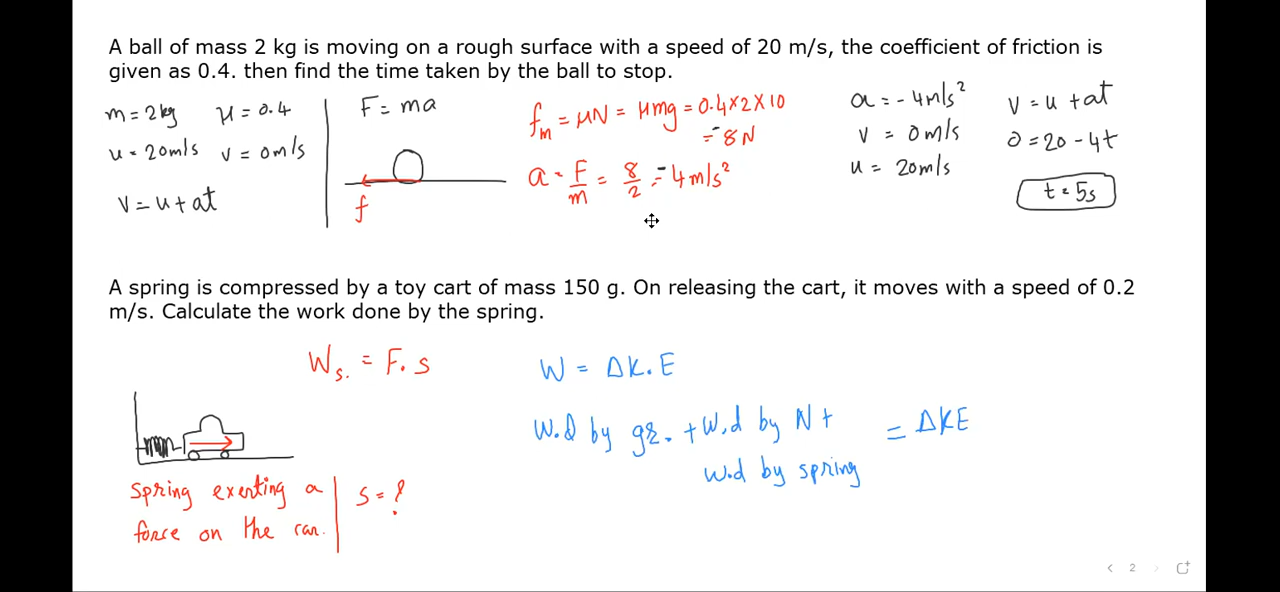 A ball of mass 2 kg is moving on a rough surface with a speed of 20 m/s, the coefficient of friction is
given as 0.4. then find the time taken by the ball to stop.
m = 2kg μ = 0.4
u = 20m/s v = 0m/s
v = u + at
F = ma
f
fm = μN = μmg = 0.4×2×10
= -8N
a = F/m = 8/2 = -4m/s²
a = -4m/s²
v = 0m/s
u = 20m/s
v = u + at
0 = 20 - 4t
t = 5s
A spring is compressed by a toy cart of mass 150 g. On releasing the cart, it moves with a speed of 0.2
m/s. Calculate the work done by the spring.
Ws. = F. s
spring exerting a
force on the car.
s = ?
W = ΔK.E
W.d by gr. + W.d by N +
w.d by spring
= ΔKE
2